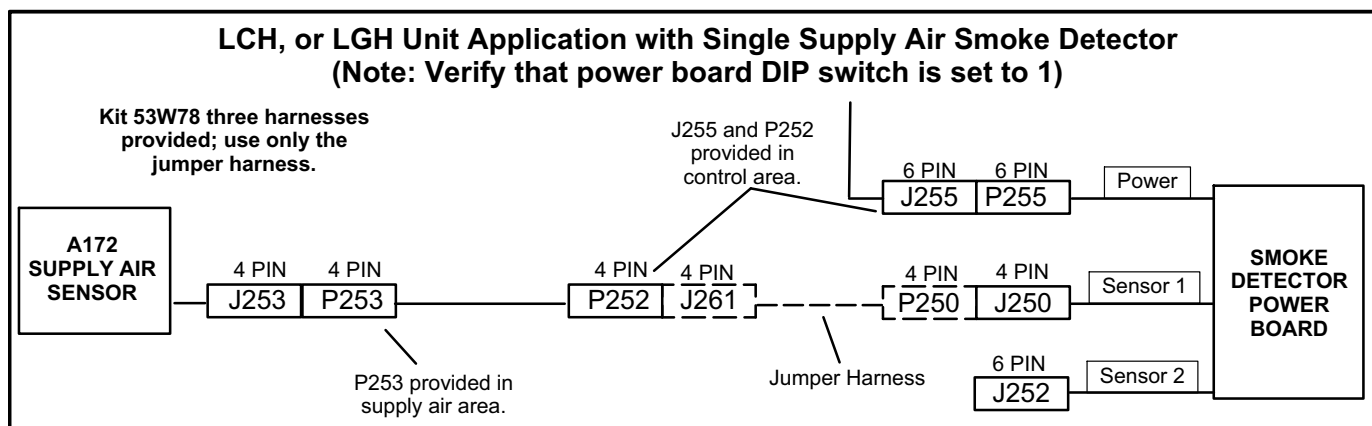 LCH, or LGH Unit Application with Single Supply Air Smoke Detector
(Note: Verify that power board DIP switch is set to 1)
Kit 53W78 three harnesses
provided; use only the
jumper harness.
J255 and P252
provided in
control area.
6 PIN 6 PIN
J255 P255
Power
A172
SUPPLY AIR
SENSOR
4 PIN 4 PIN
J253 P253
4 PIN 4 PIN
P252 J261
4 PIN 4 PIN
P250 J250
Sensor 1
SMOKE
DETECTOR
POWER
BOARD
P253 provided in
supply air area.
Jumper Harness
6 PIN
J252
Sensor 2